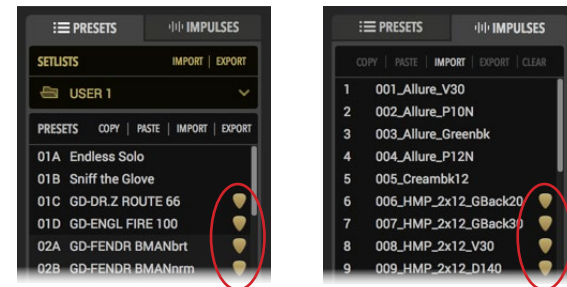 PRESETS IMPULSES
SETLISTS IMPORT | EXPORT
USER 1
PRESETS COPY | PASTE | IMPORT | EXPORT
01A Endless Solo
01B Sniff the Glove
01C GD-DR.Z ROUTE 66
01D GD-ENGL FIRE 100
02A GD-FENDR BMANbrt
02B GD-FENDR BMANnrm
PRESETS IMPULSES
COPY | PASTE | IMPORT | EXPORT | CLEAR
1 001_Allure_V30
2 002_Allure_P10N
3 003_Allure_Greenbk
4 004_Allure_P12N
5 005_Creambk12
6 006_HMP_2x12_GBack20
7 007_HMP_2x12_GBack30
8 008_HMP_2x12_V30
9 009_HMP_2x12_D140